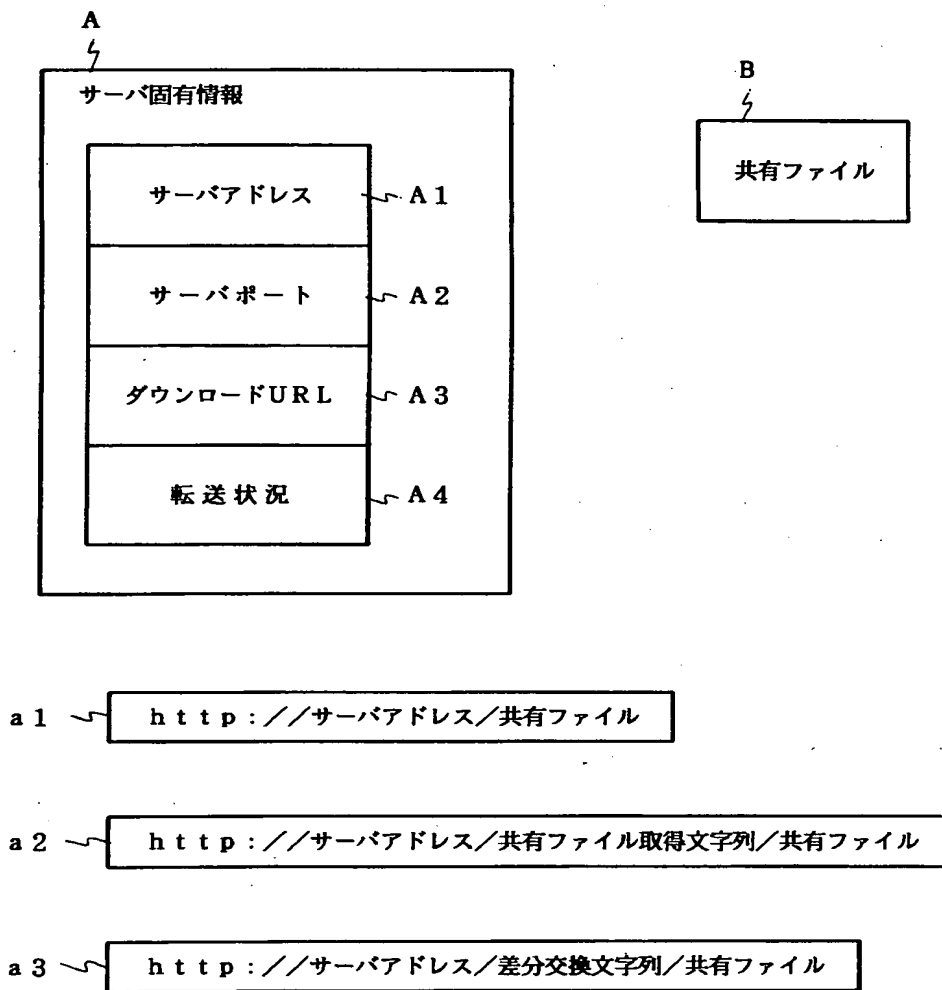 A
サーバ固有情報
B
サーバアドレス
A1
共有ファイル
サーバポート
A2
ダウンロードURL
A3
転送状況
A4
a1
http://サーバアドレス/共有ファイル
a2
http://サーバアドレス/共有ファイル取得文字列/共有ファイル
a3
http://サーバアドレス/差分交換文字列/共有ファイル